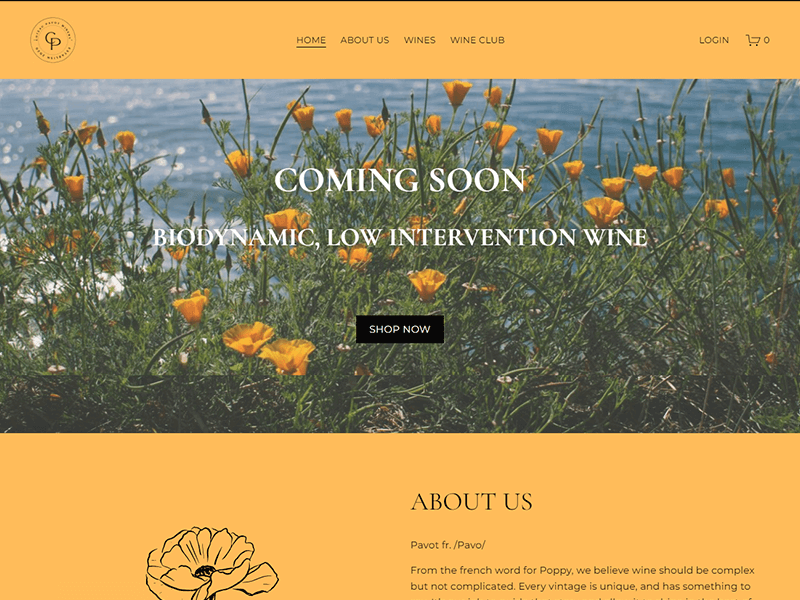 HOME ABOUT US WINES WINE CLUB LOGIN 0
CP
COMING SOON
BIODYNAMIC, LOW INTERVENTION WINE
SHOP NOW
ABOUT US
Pavot fr. /Pavo/
From the french word for Poppy, we believe wine should be complex
but not complicated. Every vintage is unique, and has something to